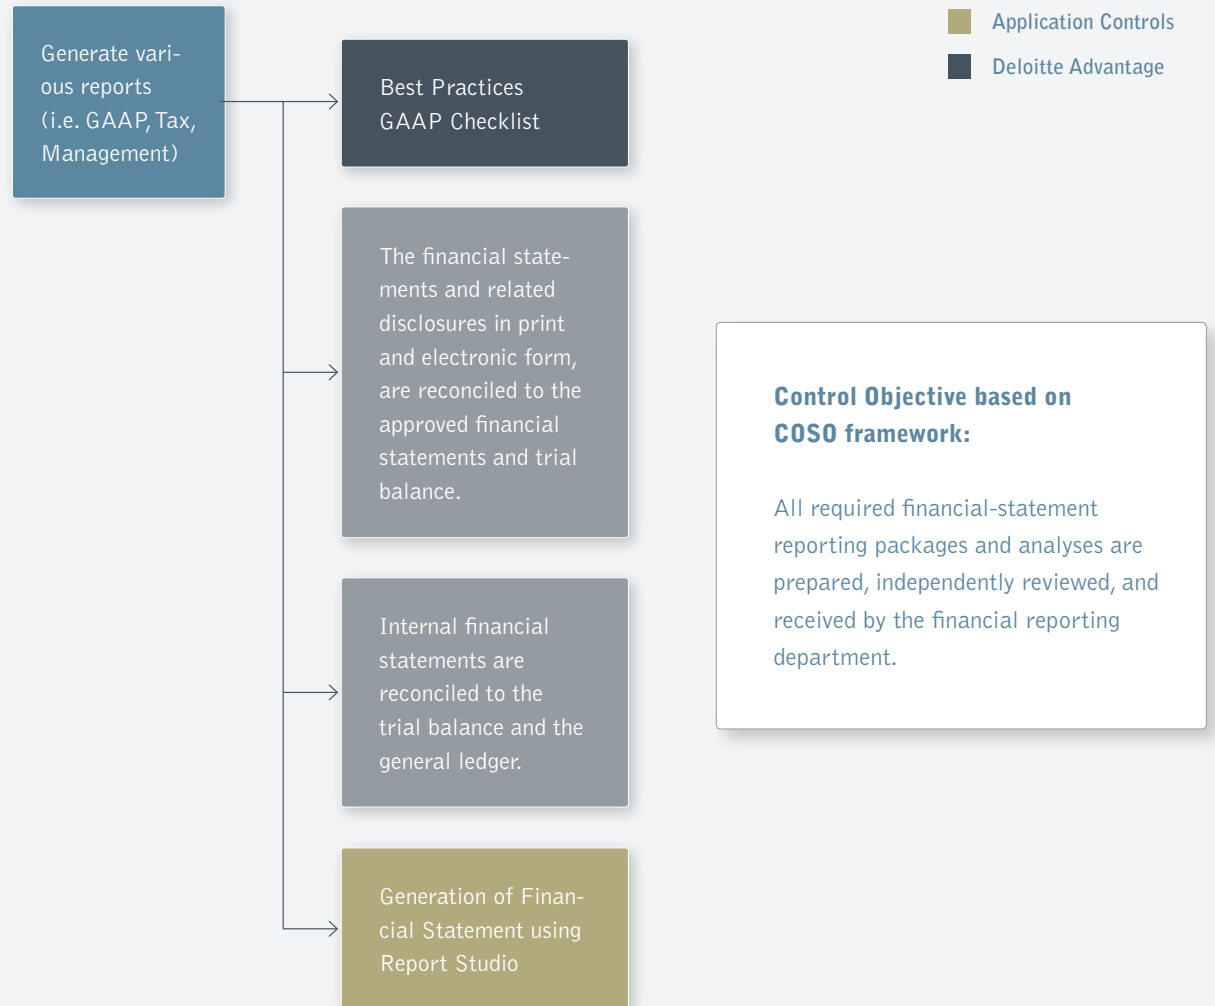 Generate vari-
ous reports
(i.e. GAAP, Tax,
Management)
Best Practices
GAAP Checklist
The financial state-
ments and related
disclosures in print
and electronic form,
are reconciled to the
approved financial
statements and trial
balance.
Internal financial
statements are
reconciled to the
trial balance and the
general ledger.
Generation of Finan-
cial Statement using
Report Studio
Application Controls
Deloitte Advantage
Control Objective based on
COSO framework:
All required financial-statement
reporting packages and analyses are
prepared, independently reviewed, and
received by the financial reporting
department.